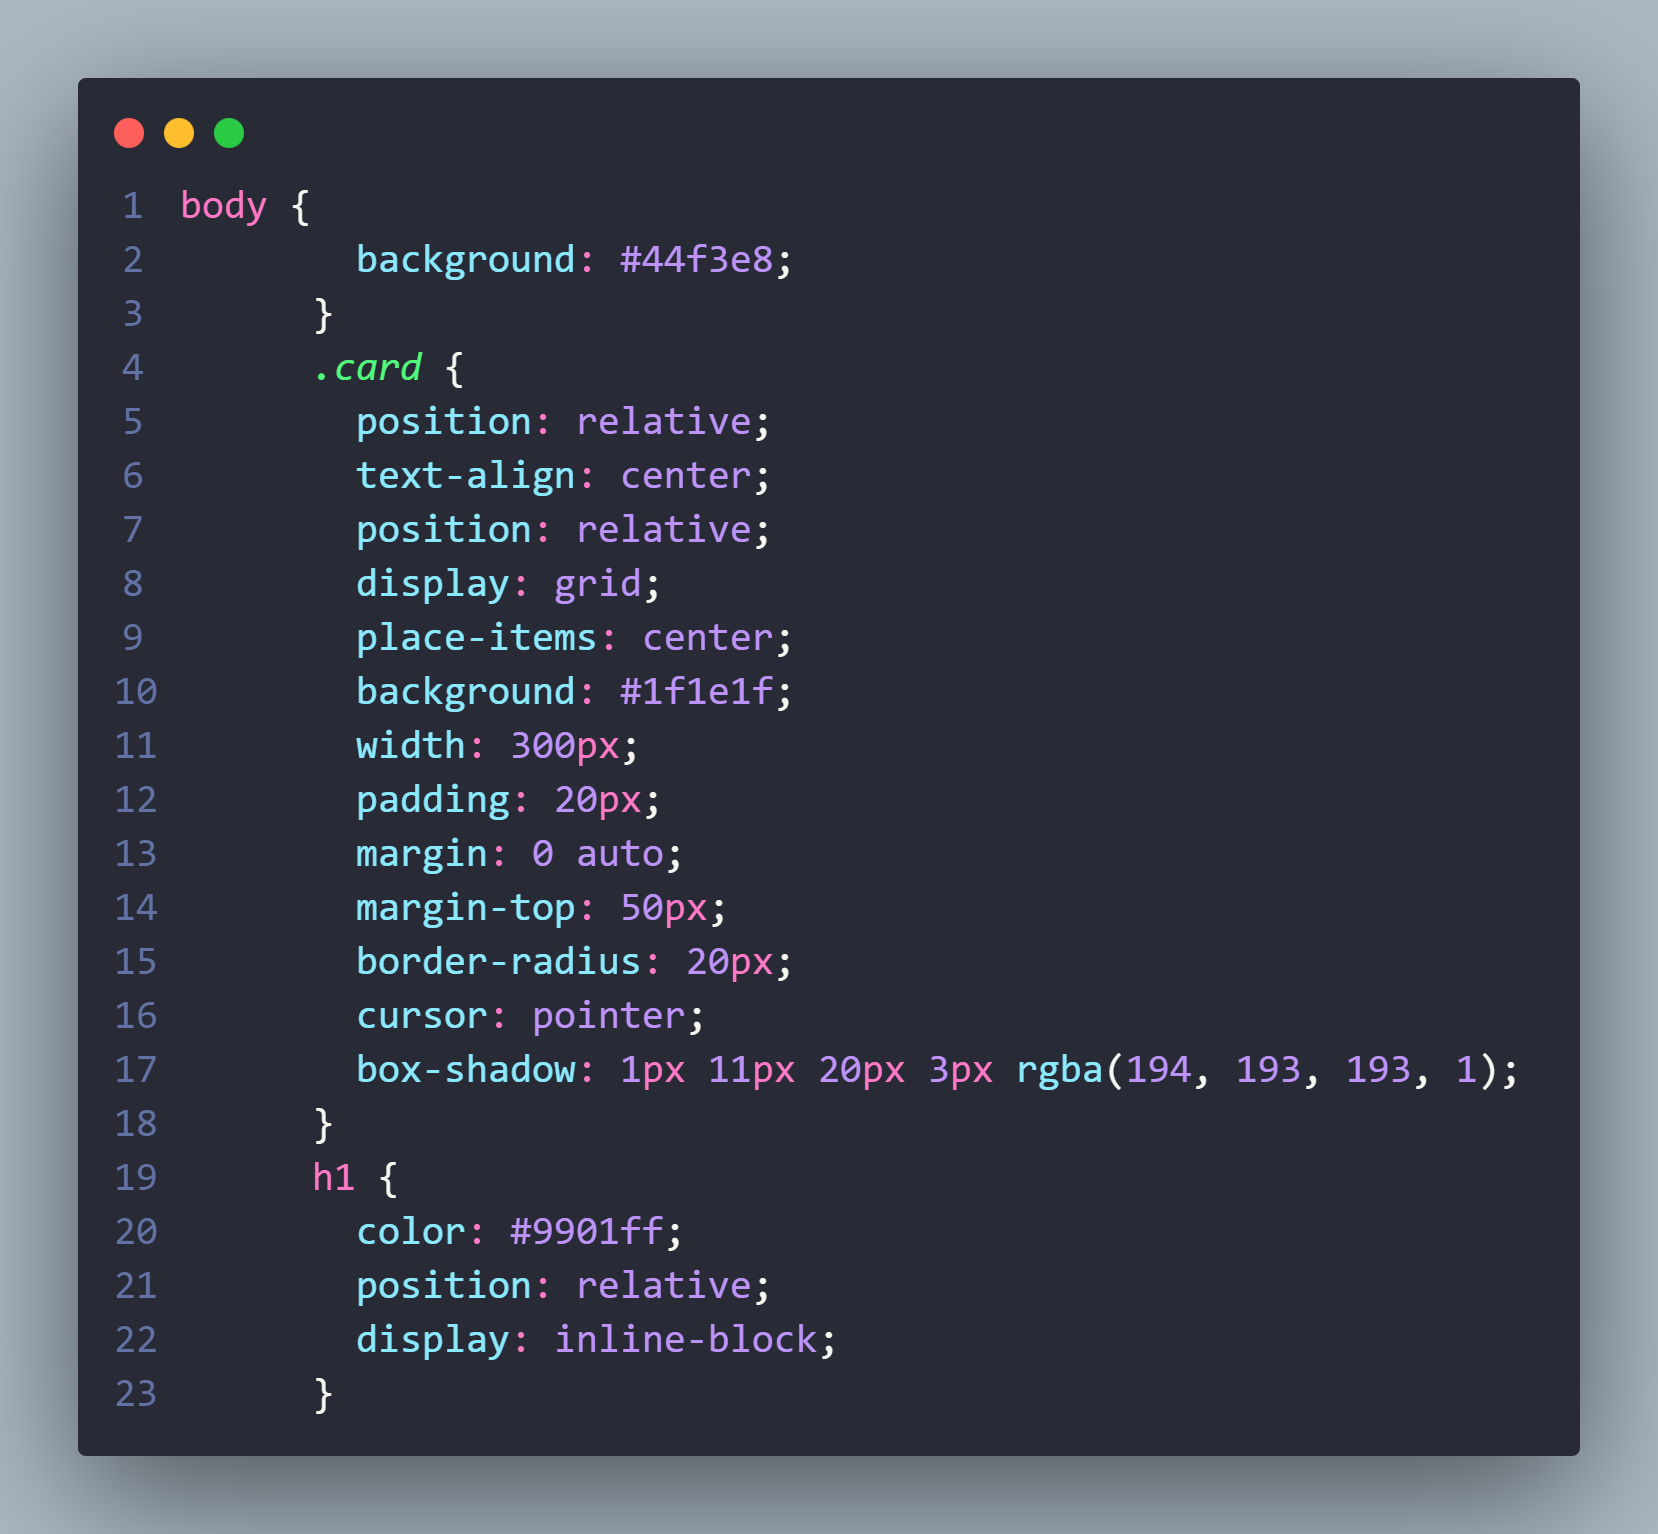 1 body {
2         background: #44f3e8;
3       }
4       .card {
5         position: relative;
6         text-align: center;
7         position: relative;
8         display: grid;
9         place-items: center;
10         background: #1f1e1f;
11         width: 300px;
12         padding: 20px;
13         margin: 0 auto;
14         margin-top: 50px;
15         border-radius: 20px;
16         cursor: pointer;
17         box-shadow: 1px 11px 20px 3px rgba(194, 193, 193, 1);
18       }
19       h1 {
20         color: #9901ff;
21         position: relative;
22         display: inline-block;
23       }